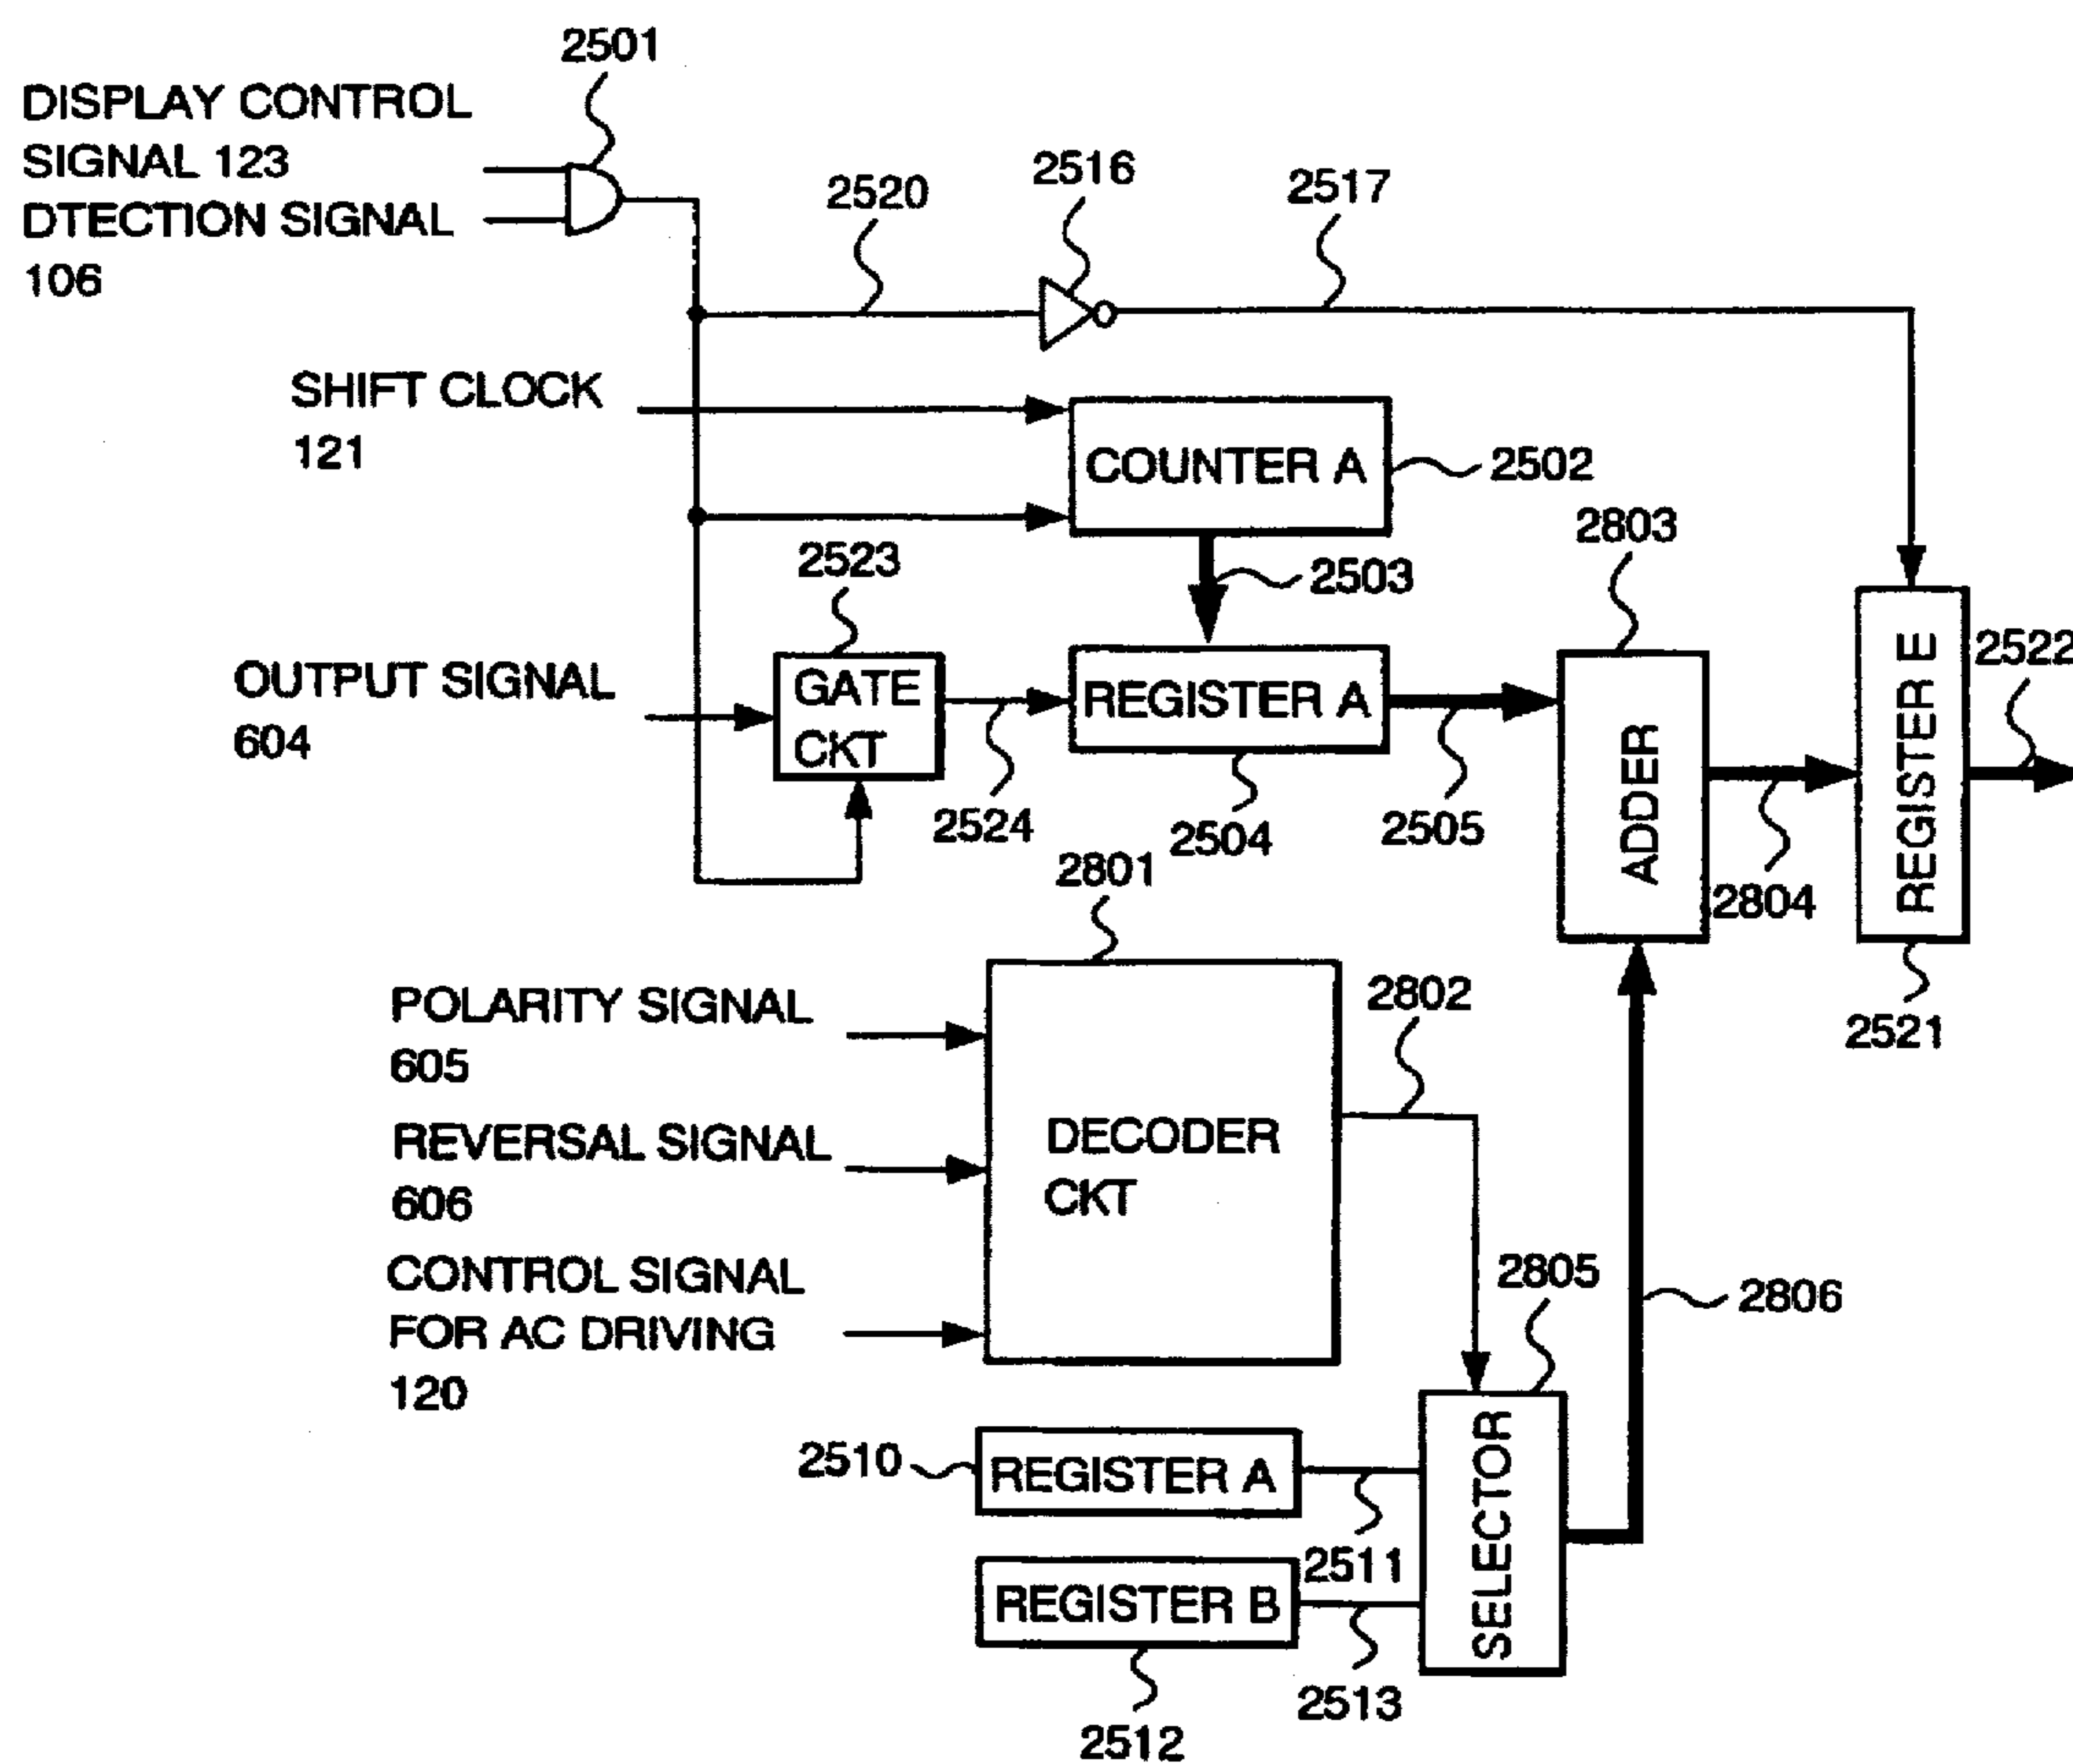 2501
DISPLAY CONTROL
SIGNAL 123
DTECTION SIGNAL
106
2520
2516
2517
SHIFT CLOCK
121
COUNTER A
2502
2503
2523
OUTPUT SIGNAL
604
GATE
CKT
2524
REGISTER A
2504
2505
2803
ADDER
2804
REGISTER E
2522
2521
2801
POLARITY SIGNAL
605
REVERSAL SIGNAL
606
CONTROL SIGNAL
FOR AC DRIVING
120
DECODER
CKT
2802
2805
2806
2510
REGISTER A
2511
SELECTOR
REGISTER B
2513
2512